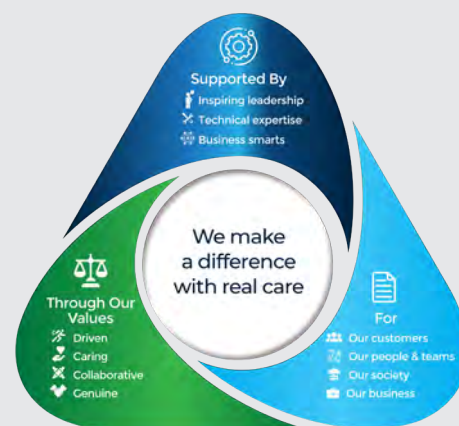 Supported By
Inspiring leadership
Technical expertise
Business smarts
We make
a difference
with real care
Through Our
Values
Driven
Caring
Collaborative
Genuine
For
Our customers
Our people & teams
Our society
Our business